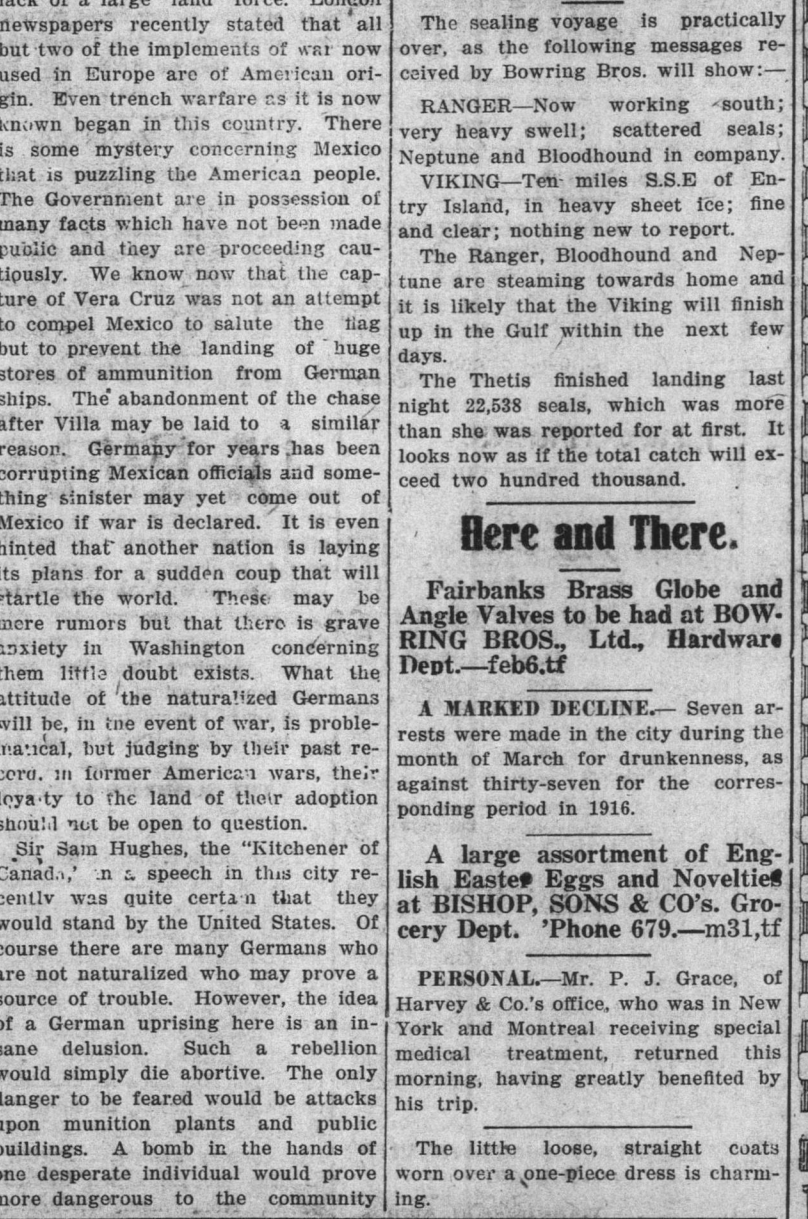 lack of a large land force. London
newspapers recently stated that all
but two of the implements of war now
used in Europe are of American ori-
gin. Even trench warfare as it is now
known began in this country. There
is some mystery concerning Mexico
that is puzzling the American people.
The Government are in possession of
many facts which have not been made
public and they are proceeding cau-
tiously. We know now that the cap-
ture of Vera Cruz was not an attempt
to compel Mexico to salute the flag
but to prevent the landing of huge
stores of ammunition from German
ships. The abandonment of the chase
after Villa may be laid to a similar
reason. Germany for years has been
corrupting Mexican officials and some-
thing sinister may yet come out of
Mexico if war is declared. It is even
hinted that another nation is laying
its plans for a sudden coup that will
startle the world. These may be
mere rumors but that there is grave
anxiety in Washington concerning
them little doubt exists. What the
attitude of the naturalized Germans
will be, in the event of war, is proble-
matical, but judging by their past re-
cord. in former American wars, their
loyalty to the land of their adoption
should not be open to question.
Sir Sam Hughes, the "Kitchener of
Canada,' in a speech in this city re-
cently was quite certain that they
would stand by the United States. Of
course there are many Germans who
are not naturalized who may prove a
source of trouble. However, the idea
of a German uprising here is an in-
sane delusion. Such a rebellion
would simply die abortive. The only
danger to be feared would be attacks
upon munition plants and public
buildings. A bomb in the hands of
one desperate individual would prove
more dangerous to the community
The sealing voyage is practically
over, as the following messages re-
ceived by Bowring Bros. will show:—
RANGER—Now working south;
very heavy swell; scattered seals;
Neptune and Bloodhound in company.
VIKING—Ten miles S.S.E of En-
try Island, in heavy sheet ice; fine
and clear; nothing new to report.
The Ranger, Bloodhound and Nep-
tune are steaming towards home and
it is likely that the Viking will finish
up in the Gulf within the next few
days.
The Thetis finished landing last
night 22,538 seals, which was more
than she was reported for at first. It
looks now as if the total catch will ex-
ceed two hundred thousand.
Here and There.
Fairbanks Brass Globe and
Angle Valves to be had at BOW-
RING BROS., Ltd., Hardware
Dept.—feb6.tf
A MARKED DECLINE.— Seven ar-
rests were made in the city during the
month of March for drunkenness, as
against thirty-seven for the corres-
ponding period in 1916.
A large assortment of Eng-
lish Easter Eggs and Novelties
at BISHOP, SONS & CO's. Gro-
cery Dept. 'Phone 679.—m31,tf
PERSONAL.—Mr. P. J. Grace, of
Harvey & Co.'s office, who was in New
York and Montreal receiving special
medical treatment, returned this
morning, having greatly benefited by
his trip.
The little loose, straight coats
worn over a one-piece dress is charm-
ing.